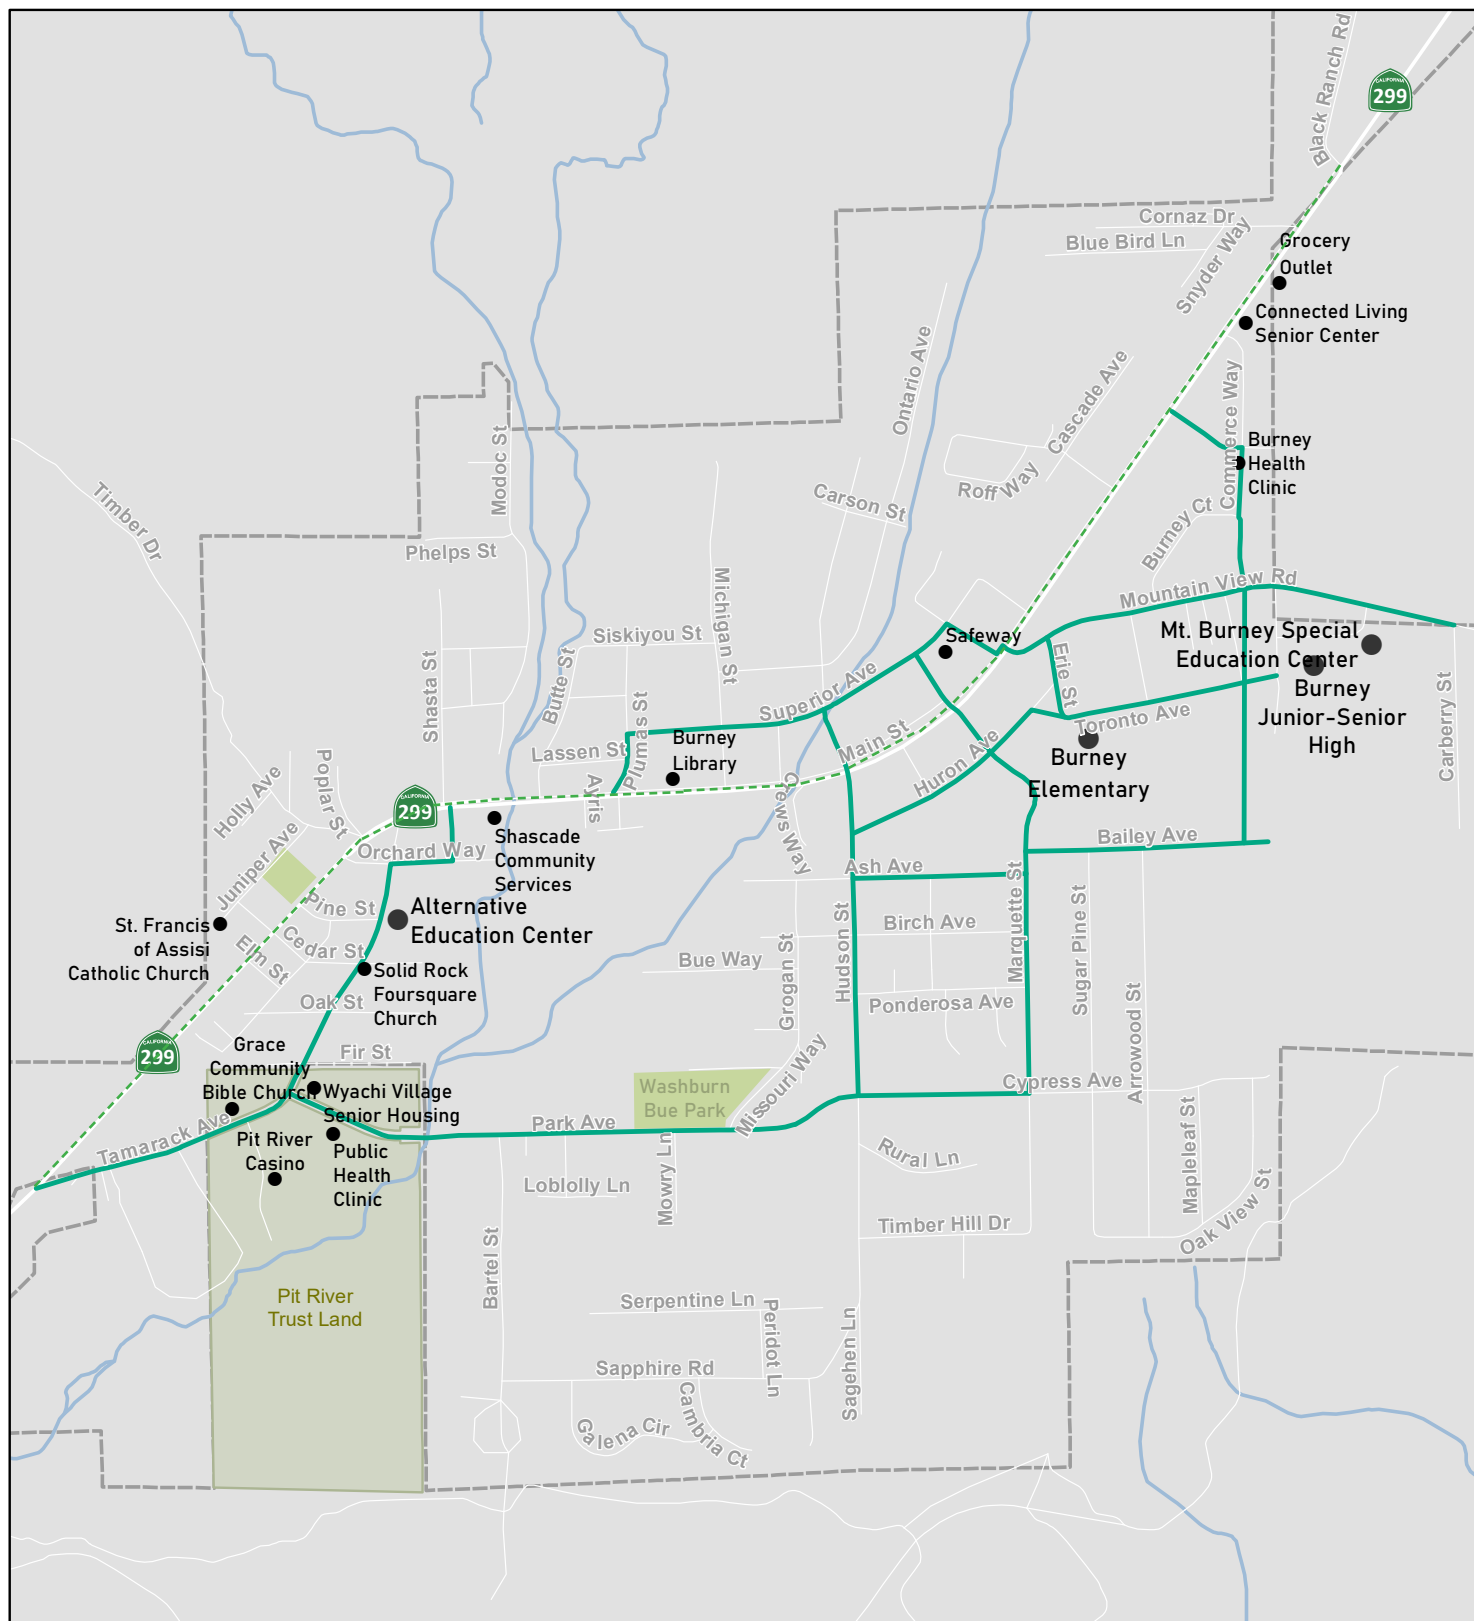 Black Ranch Rd
CALIFORNIA
299
Cornaz Dr
Blue Bird Ln
Snyder Way
Grocery
Outlet
Connected Living
Senior Center
Ontario Ave
Cascade Ave
Commerce Way
Modoc St
Burney
Health
Clinic
Roff Way
Carson St
Timber Dr
Burney Ct
Phelps St
Mountain View Rd
Michigan St
Siskiyou St
Safeway
Mt. Burney Special
Education Center
Burney
Junior-Senior
High
Erie St
Shasta St
Butte St
Superior Ave
Plumas St
Toronto Ave
Carberry St
Lassen St
Burney
Library
Main St
Huron Ave
Burney
Elementary
Poplar St
Holly Ave
Ayris
Crews Way
CALIFORNIA
299
Shascade
Community
Services
Bailey Ave
Orchard Way
Juniper Ave
Ash Ave
Pine St
Alternative
Education Center
St. Francis
of Assisi
Catholic Church
Cedar St
Elm St
Birch Ave
Marquette St
Sugar Pine St
Hudson St
Grogan St
Bue Way
Solid Rock
Foursquare
Church
Oak St
Ponderosa Ave
Arrowood St
CALIFORNIA
299
Grace
Community
Bible Church
Fir St
Wyachi Village
Senior Housing
Washburn
Bue Park
Missouri Way
Cypress Ave
Park Ave
Tamarack Ave
Pit River
Casino
Public
Health
Clinic
Mowry Ln
Loblolly Ln
Rural Ln
Mapleleaf St
Oak View St
Timber Hill Dr
Bartel St
Pit River
Trust Land
Serpentine Ln
Peridot Ln
Sagehen Ln
Sapphire Rd
Galena Cir
Cambria Ct